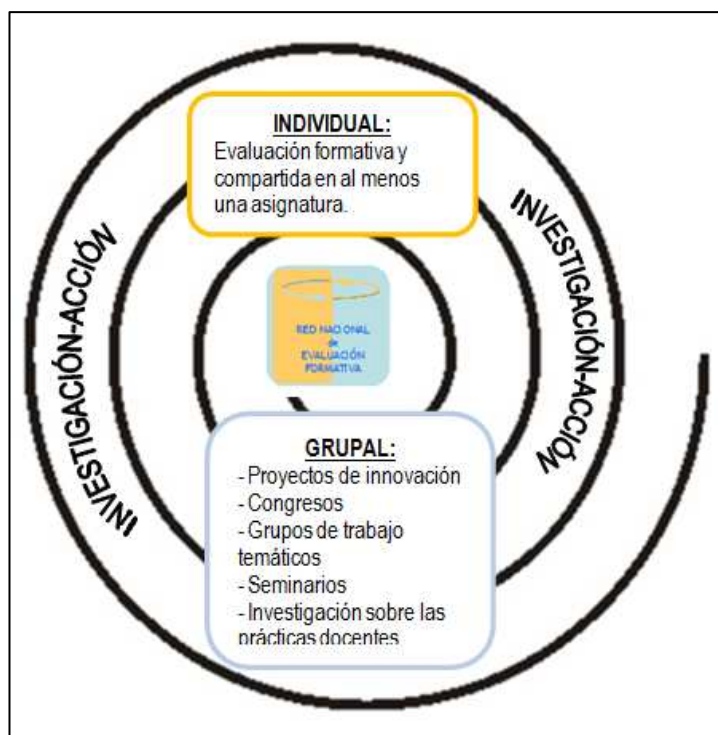 INDIVIDUAL:
Evaluación formativa y
compartida en al menos
una asignatura.
INVESTIGACIÓN-ACCIÓN
INVESTIGACIÓN-ACCIÓN
RED NACIONAL
de
EVALUACIÓN
FORMATIVA
GRUPAL:
- Proyectos de innovación
- Congresos
- Grupos de trabajo
temáticos
- Seminarios
- Investigación sobre las
prácticas docentes